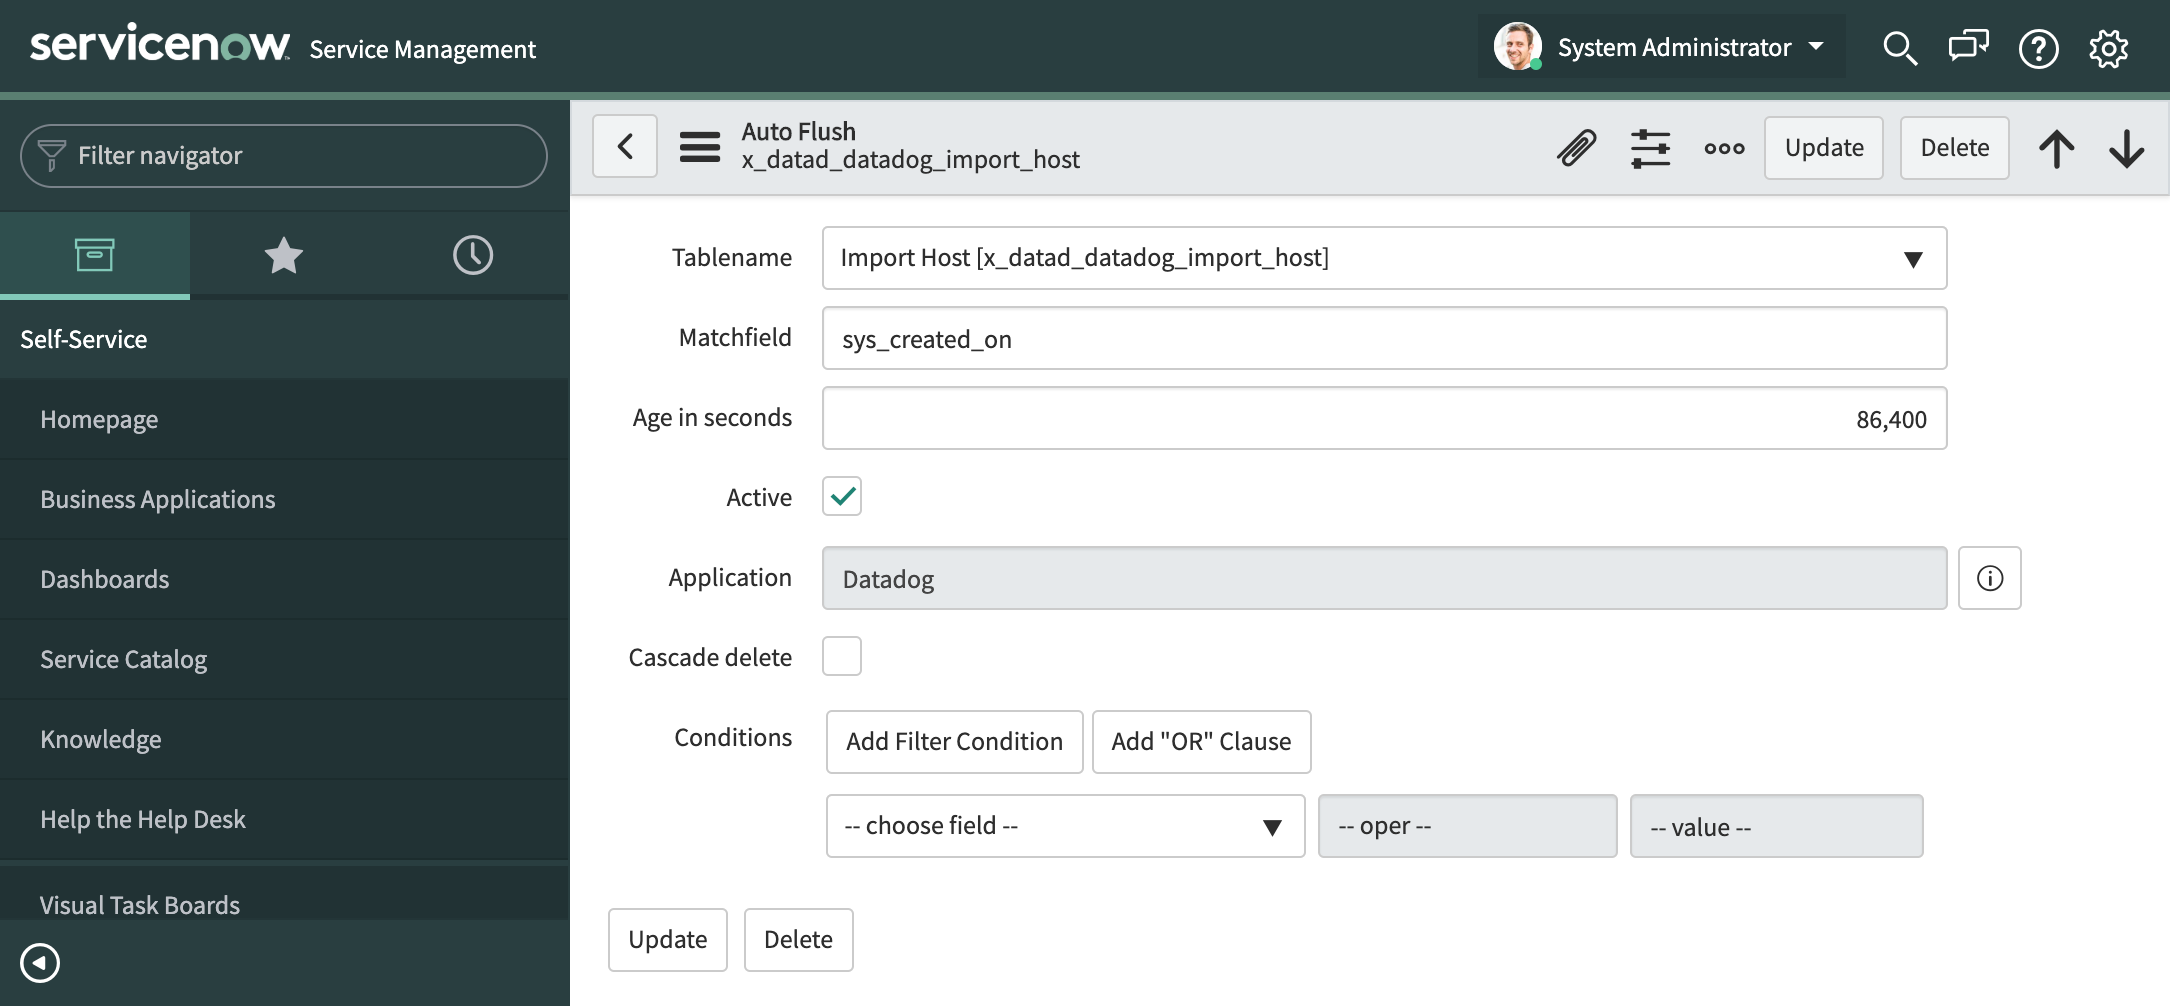 servicenow Service Management
System Administrator
Filter navigator
Self-Service
Homepage
Business Applications
Dashboards
Service Catalog
Knowledge
Help the Help Desk
Visual Task Boards
Auto Flush
x_datad_datadog_import_host
Update
Delete
Tablename
Import Host [x_datad_datadog_import_host]
Matchfield
sys_created_on
Age in seconds
86,400
Active
Application
Datadog
Cascade delete
Conditions
Add Filter Condition
Add "OR" Clause
-- choose field --
-- oper --
-- value --
Update
Delete